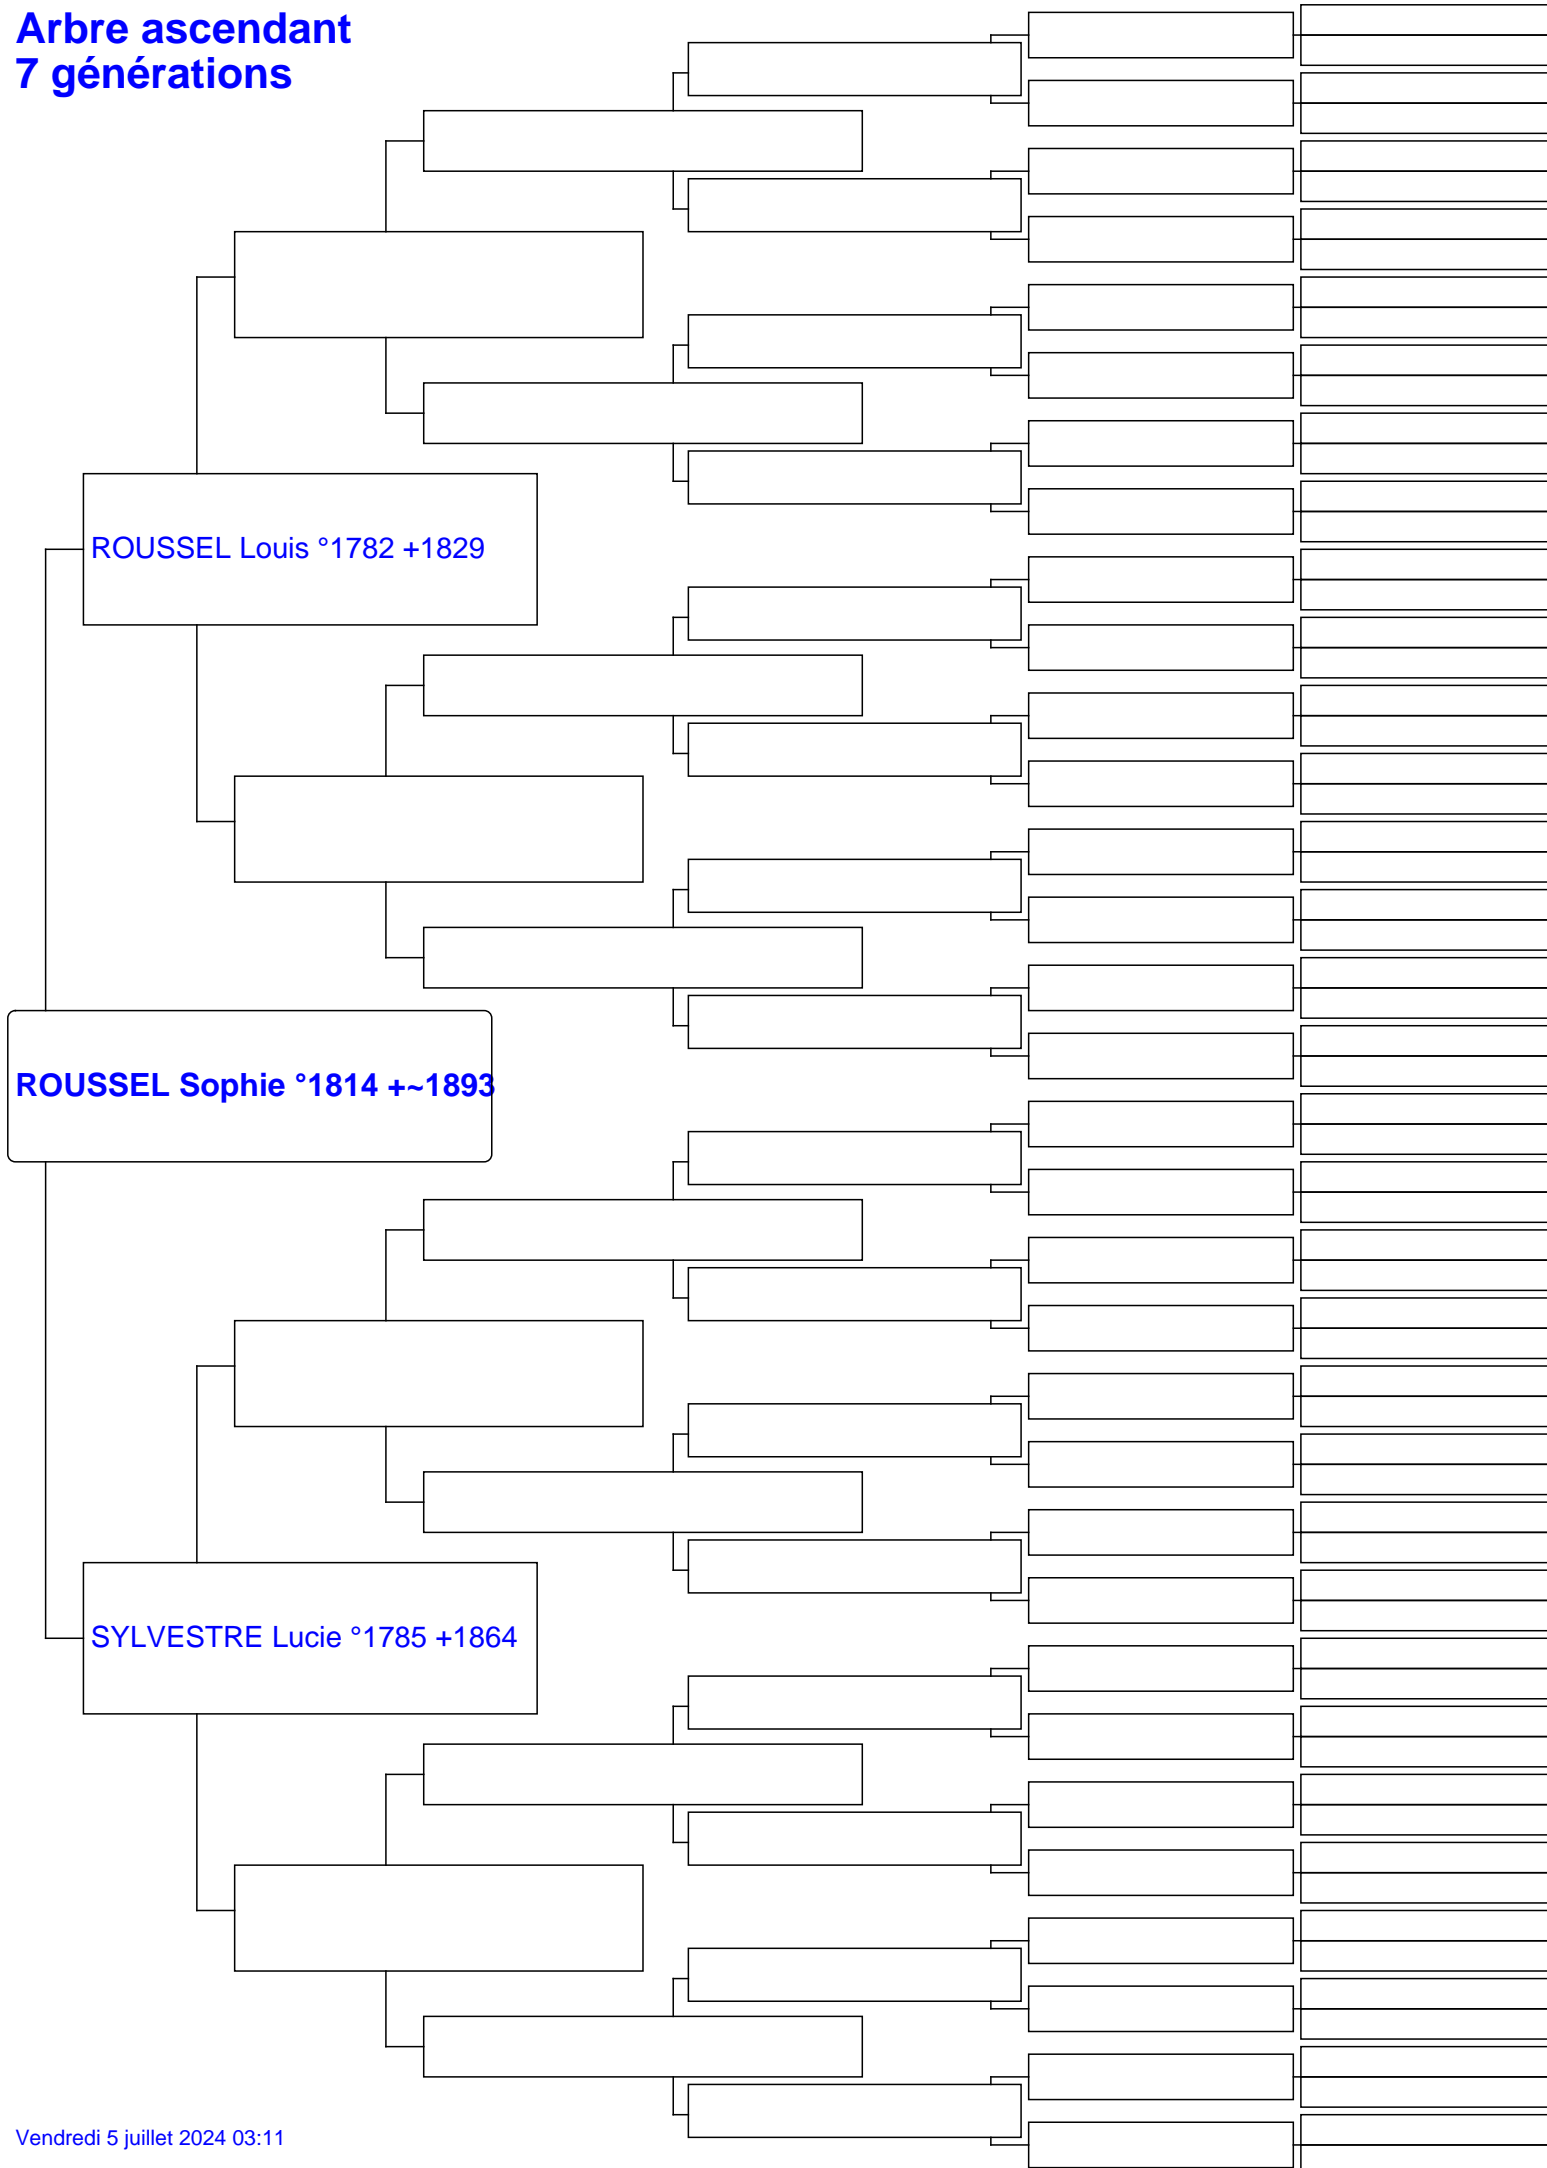 Arbre ascendant
7 générations
ROUSSEL Louis °1782 +1829
ROUSSEL Sophie °1814 +~1893
SYLVESTRE Lucie °1785 +1864
Vendredi 5 juillet 2024 03:11